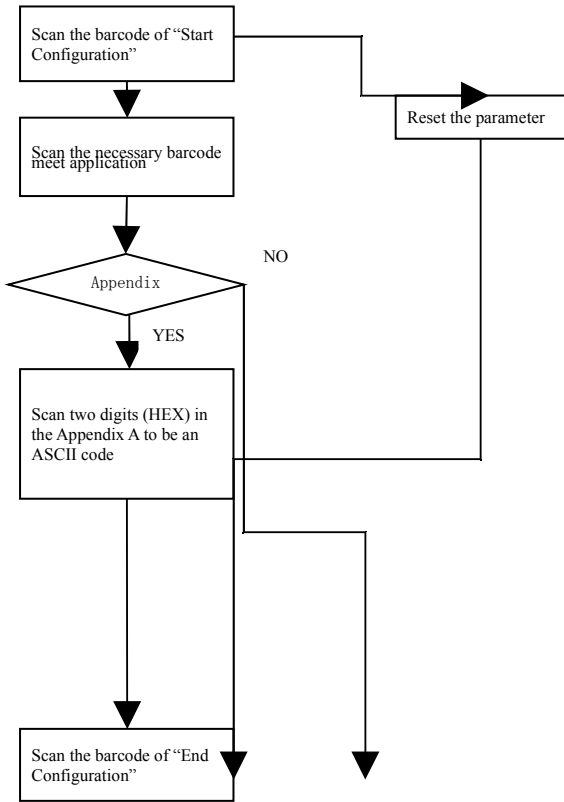 Scan the barcode of “Start
Configuration”
Reset the parameter
Scan the necessary barcode
meet application
NO
Appendix
YES
Scan two digits (HEX) in
the Appendix A to be an
ASCII code
Scan the barcode of “End
Configuration”